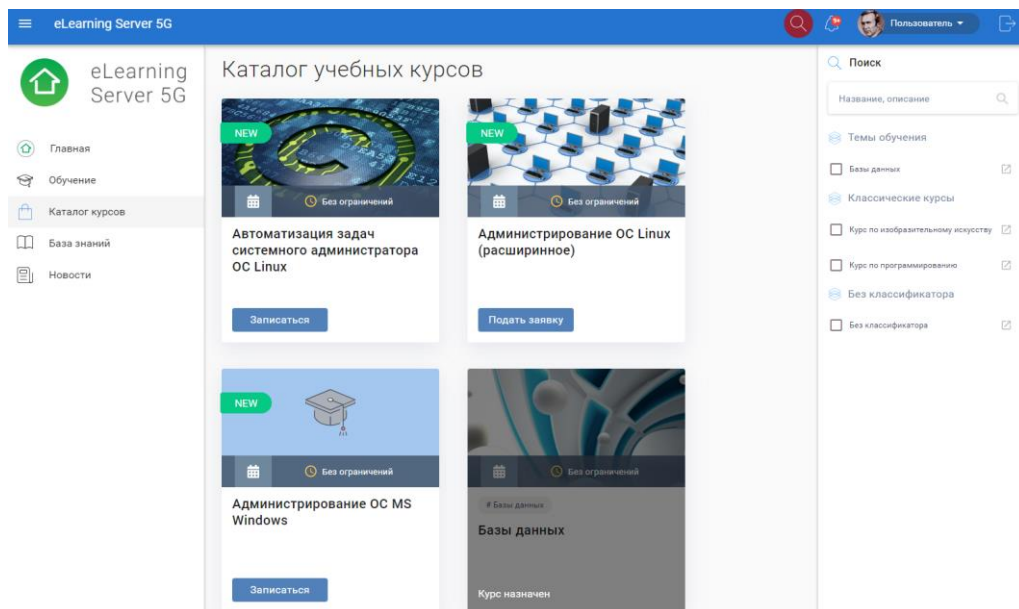 eLearning Server 5G
Пользователь
eLearning
Server 5G
Главная
Обучение
Каталог курсов
База знаний
Новости
Каталог учебных курсов
NEW
Без ограничений
Автоматизация задач
системного администратора
ОС Linux
Записаться
NEW
Без ограничений
Администрирование ОС Linux
(расширинное)
Подать заявку
NEW
Без ограничений
Администрирование ОС MS
Windows
Записаться
Без ограничений
# Базы данных
Базы данных
Курс назначен
Поиск
Название, описание
Темы обучения
Базы данных
Классические курсы
Курс по изобразительному искусству
Курс по программированию
Без классификатора
Без классификатора